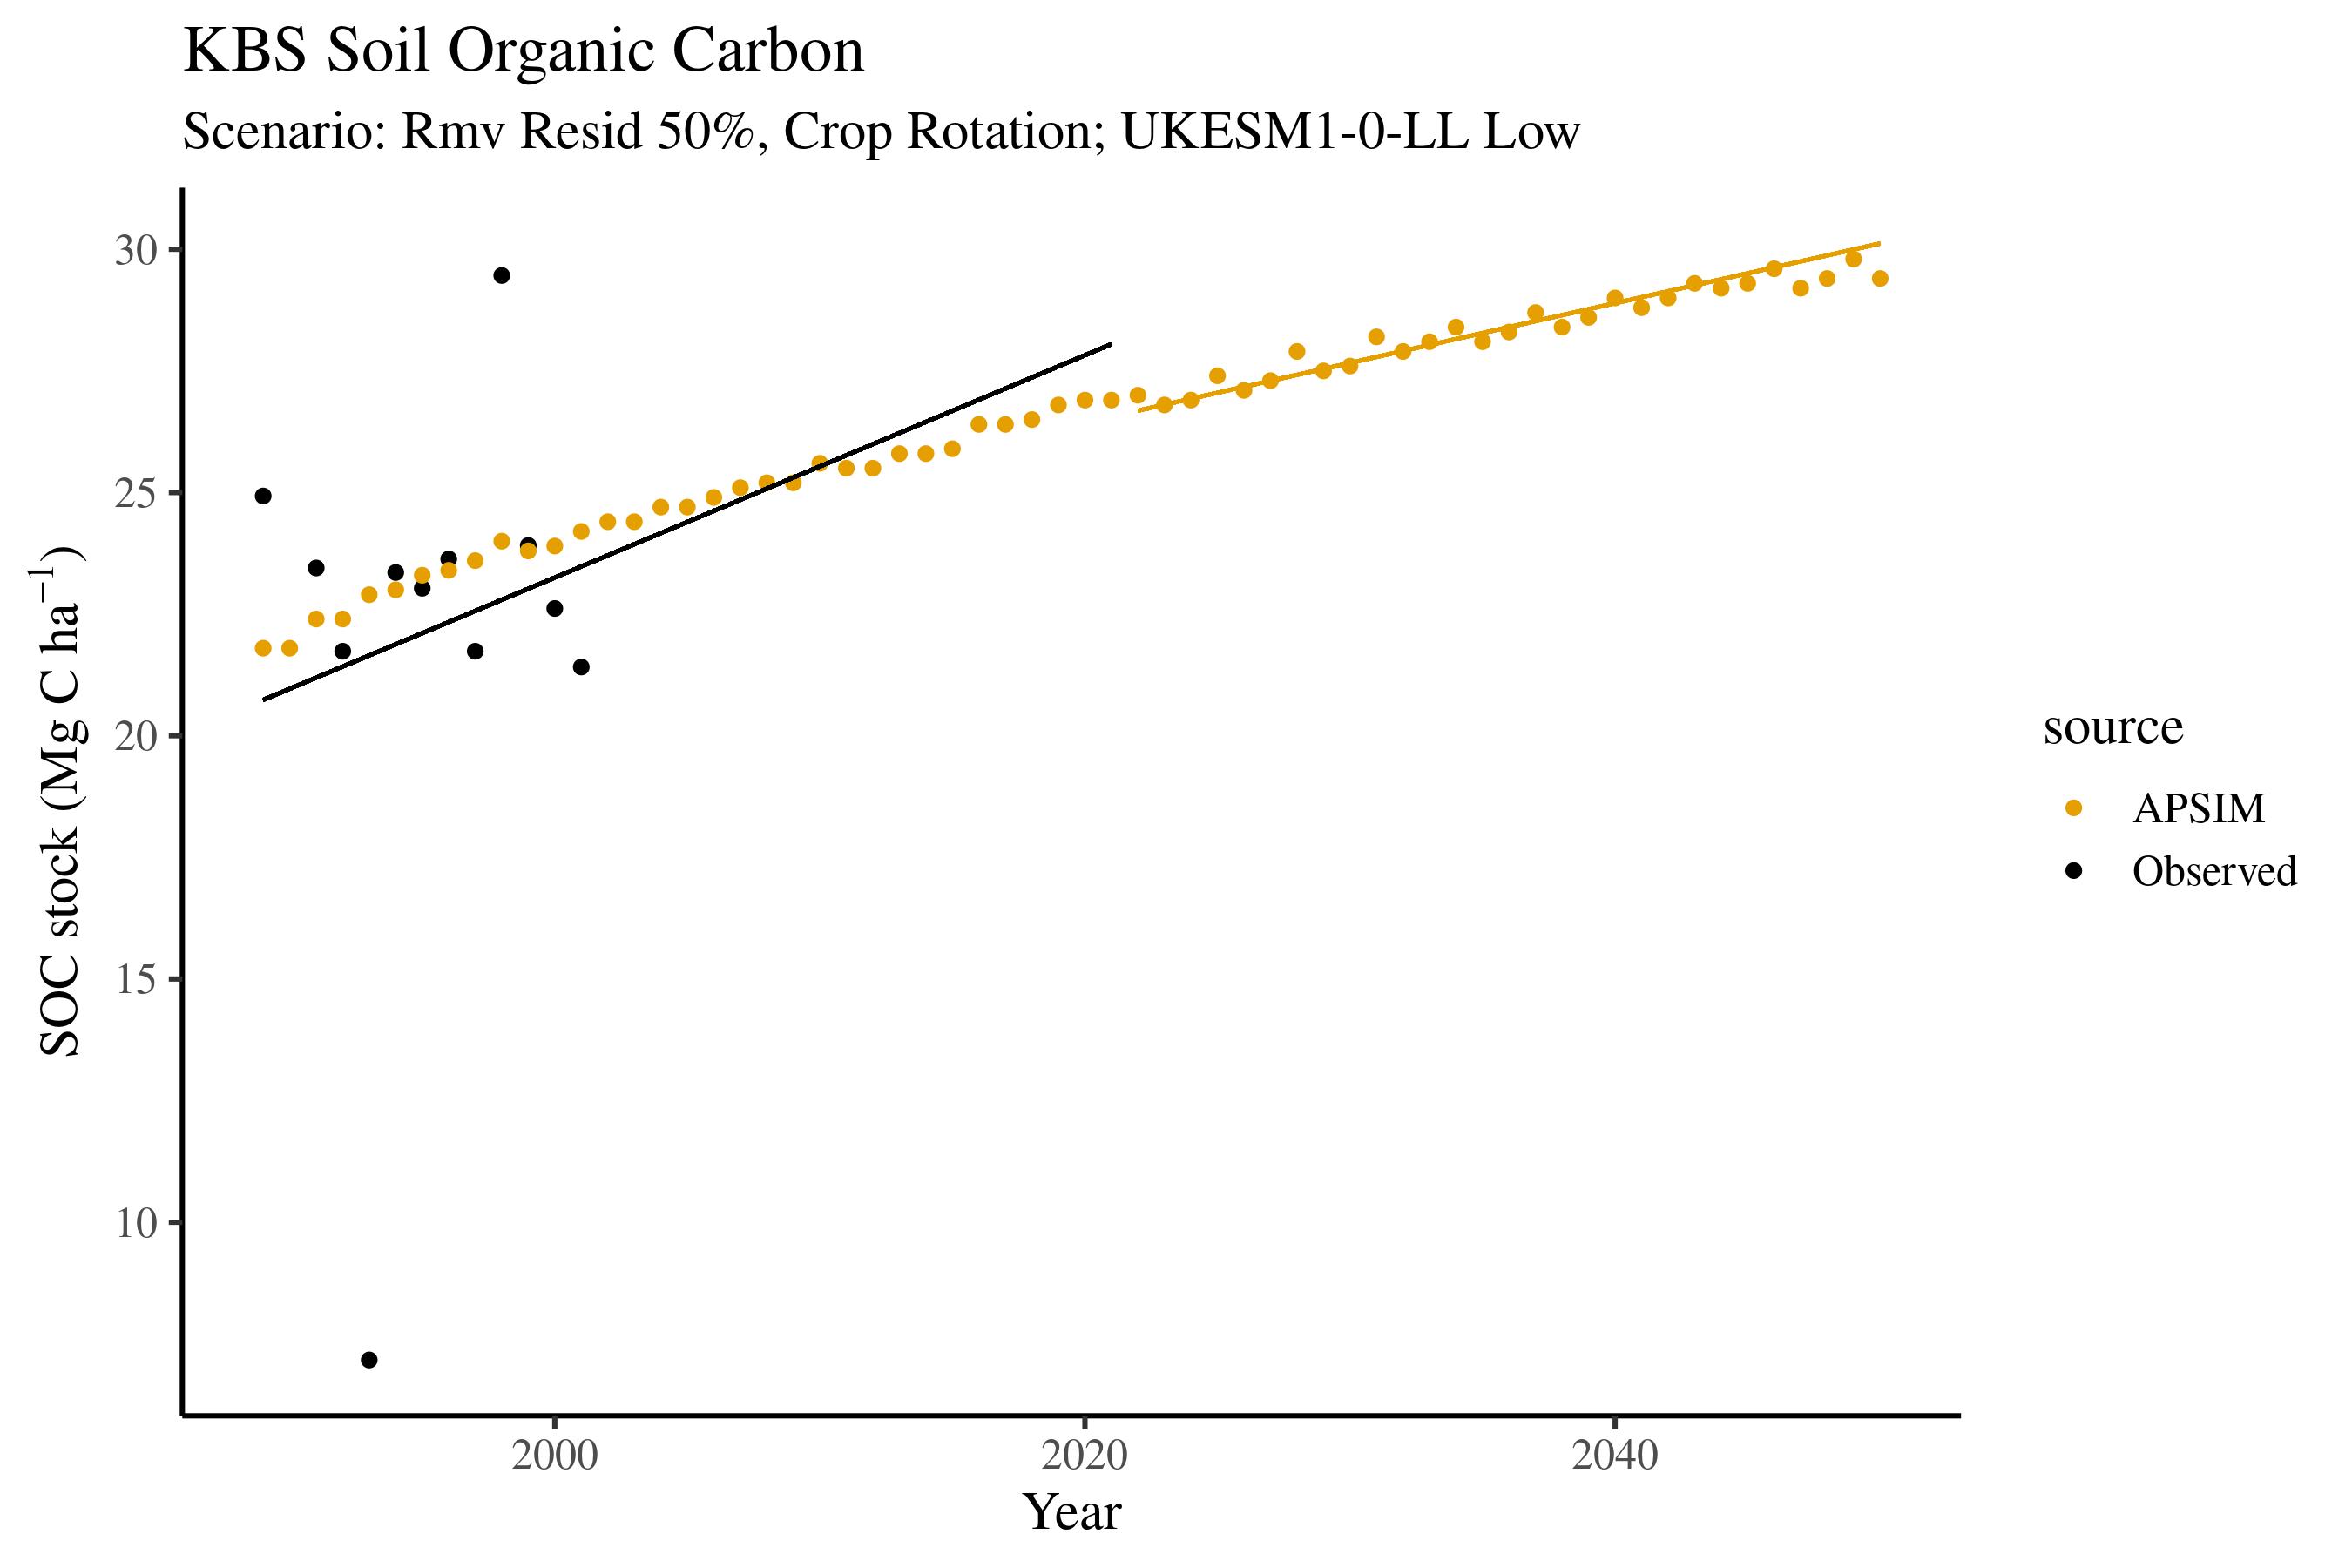 KBS Soil Organic Carbon
Scenario: Rmv Resid 50%, Crop Rotation; UKESM1-0-LL Low
SOC stock (Mg C ha⁻¹)
30
25
20
15
10
2000
2020
2040
Year
source
APSIM
Observed